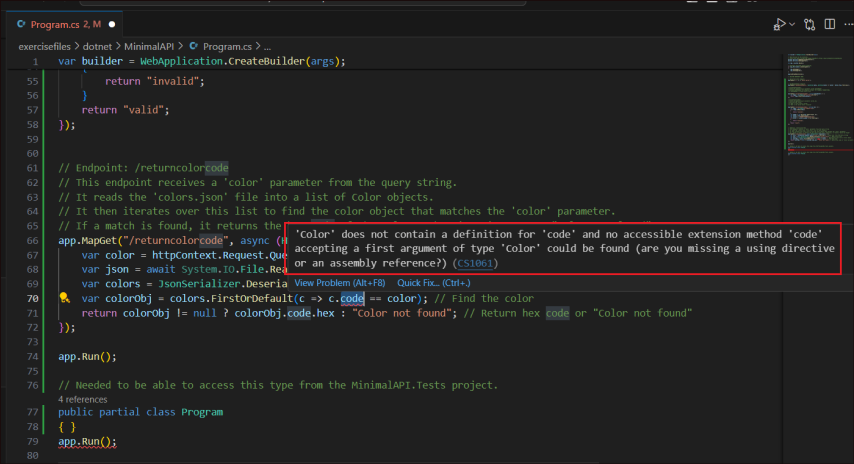 Program.cs 2, M
exercisefiles > dotnet > MinimalAPI > Program.cs > ...
1 var builder = WebApplication.CreateBuilder(args);
55 return "invalid";
56 }
57 return "valid";
58 });
59
60
61 // Endpoint: /returncolorcode
62 // This endpoint receives a 'color' parameter from the query string.
63 // It reads the 'colors.json' file into a list of Color objects.
64 // It then iterates over this list to find the color object that matches the 'color' parameter.
65 // If a match is found, it returns the
'Color' does not contain a definition for 'code' and no accessible extension method 'code'
accepting a first argument of type 'Color' could be found (are you missing a using directive
or an assembly reference?) (CS1061)
View Problem (Alt+F8) Quick Fix... (Ctrl+.)
66 app.MapGet("/returncolorcode", async (H
67 var color = httpContext.Request.Que
68 var json = await System.IO.File.Rea
69 var colors = JsonSerializer.Deseria
70 var colorObj = colors.FirstOrDefault(c => c.code == color); // Find the color
71 return colorObj != null ? colorObj.code.hex : "Color not found"; // Return hex code or "Color not found"
72 });
73
74 app.Run();
75
76 // Needed to be able to access this type from the MinimalAPI.Tests project.
4 references
77 public partial class Program
78 { }
79 app.Run();
80